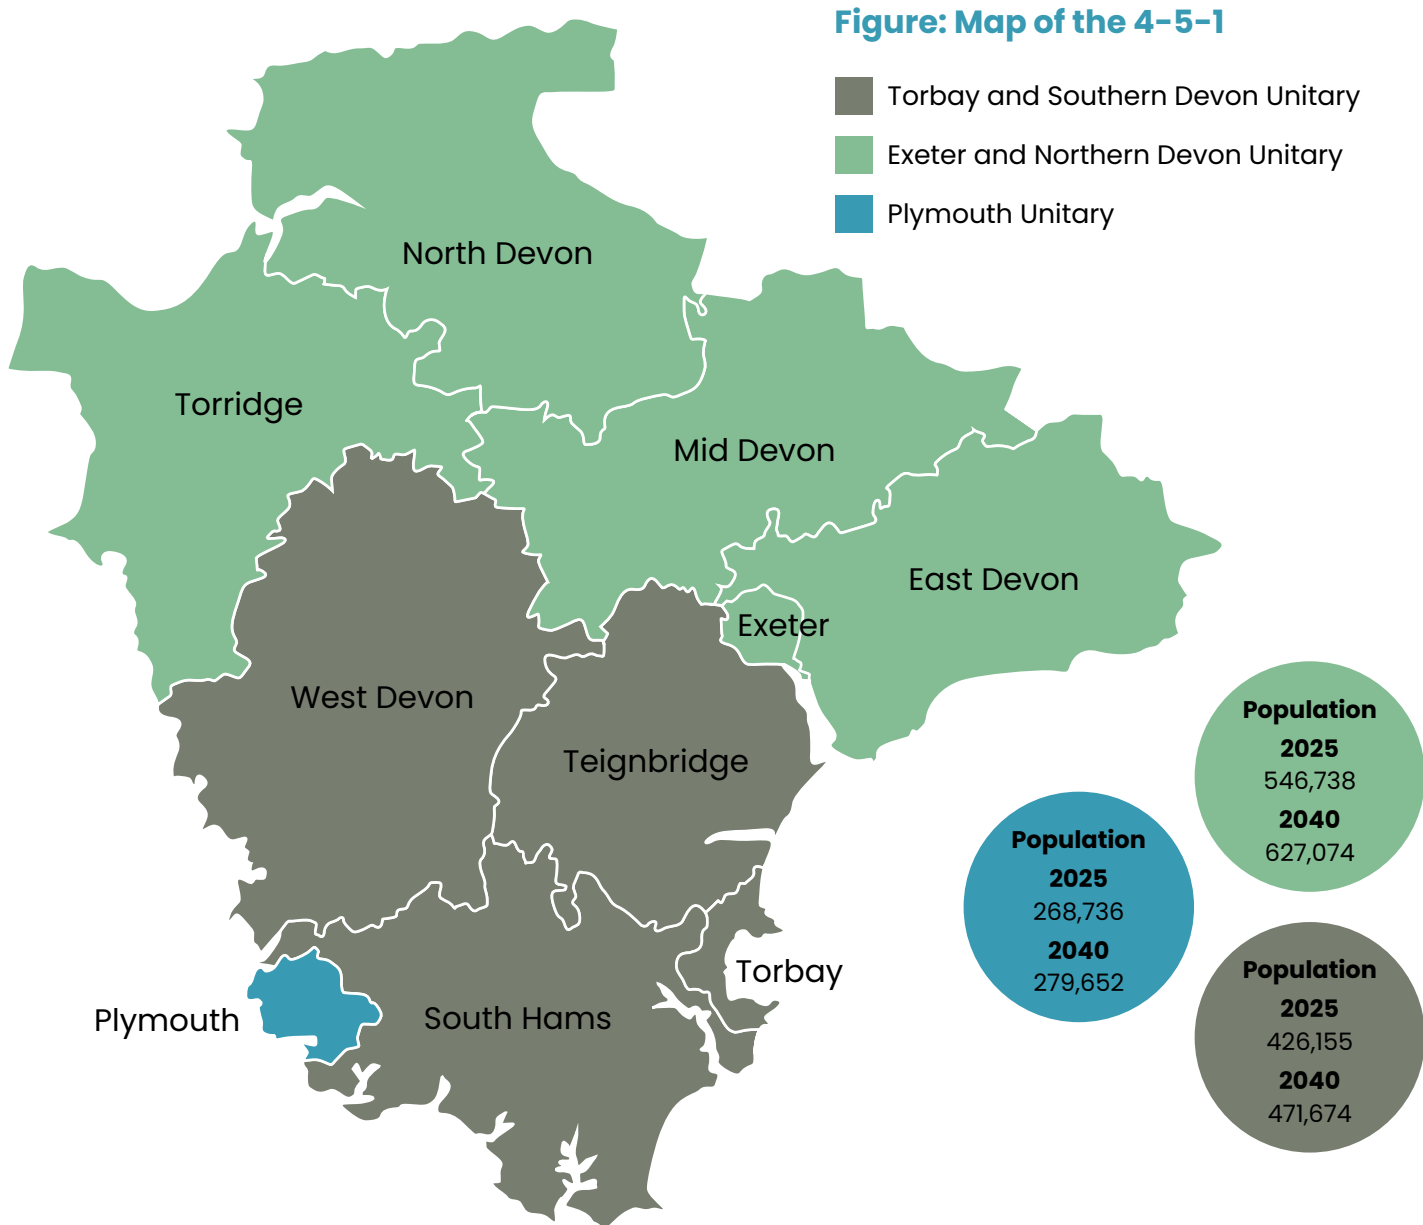 Figure: Map of the 4-5-1
Torbay and Southern Devon Unitary
Exeter and Northern Devon Unitary
Plymouth Unitary
North Devon
Torridge
Mid Devon
East Devon
Exeter
West Devon
Teignbridge
Torbay
South Hams
Plymouth
Population
2025
546,738
2040
627,074
Population
2025
268,736
2040
279,652
Population
2025
426,155
2040
471,674